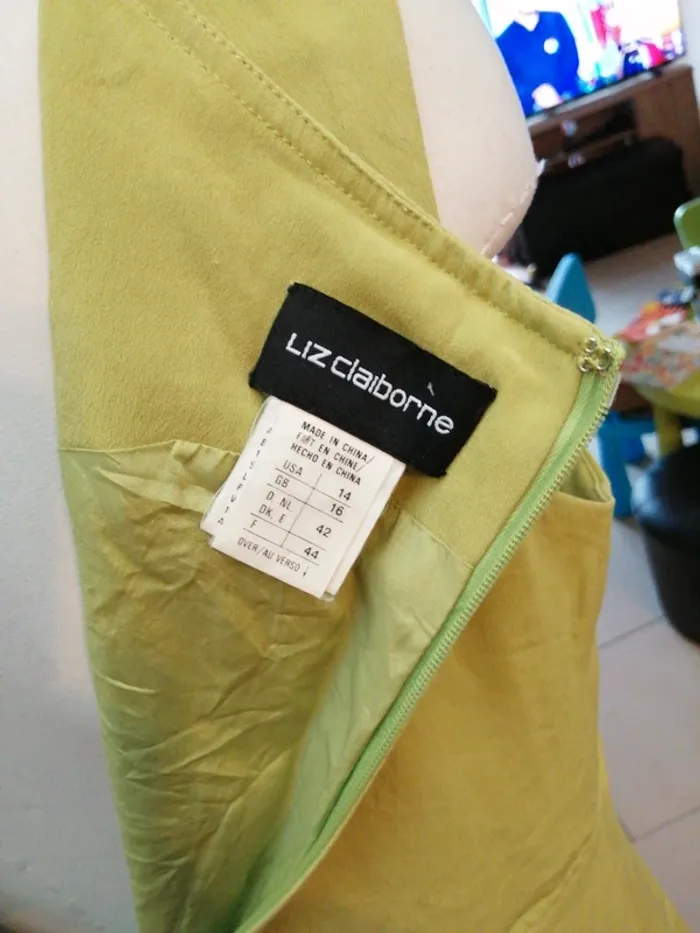 Liz claiborne
MADE IN CHINA/
FAIT EN CHINE/
HECHO EN CHINA
USA 14
GB 16
D NL.
DK. E 42
F 44
OVER/AU VERSO